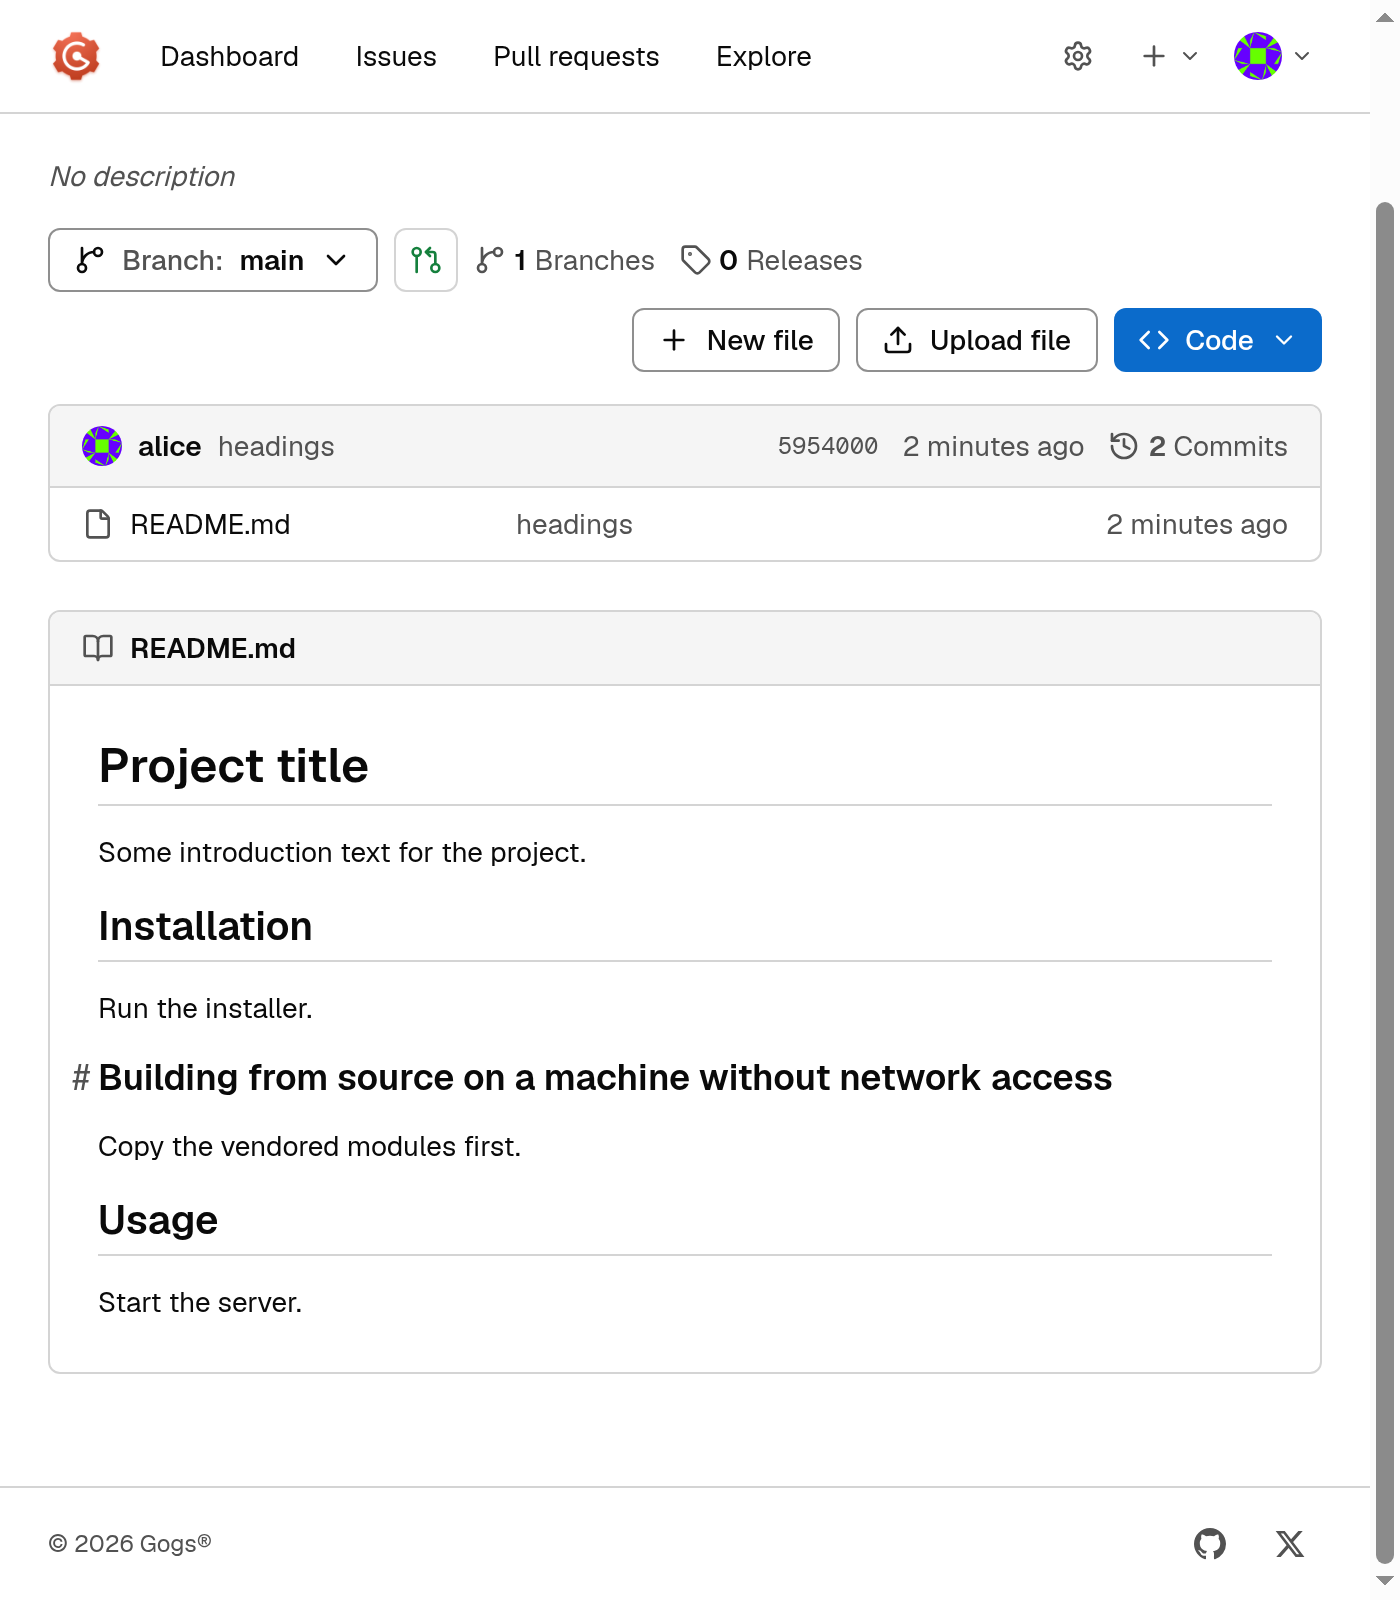 Dashboard Issues Pull requests Explore
No description
Branch: main 1 Branches 0 Releases
New file Upload file Code
alice headings 5954000 2 minutes ago 2 Commits
README.md headings 2 minutes ago
README.md
Project title
Some introduction text for the project.
Installation
Run the installer.
# Building from source on a machine without network access
Copy the vendored modules first.
Usage
Start the server.
© 2026 Gogs®